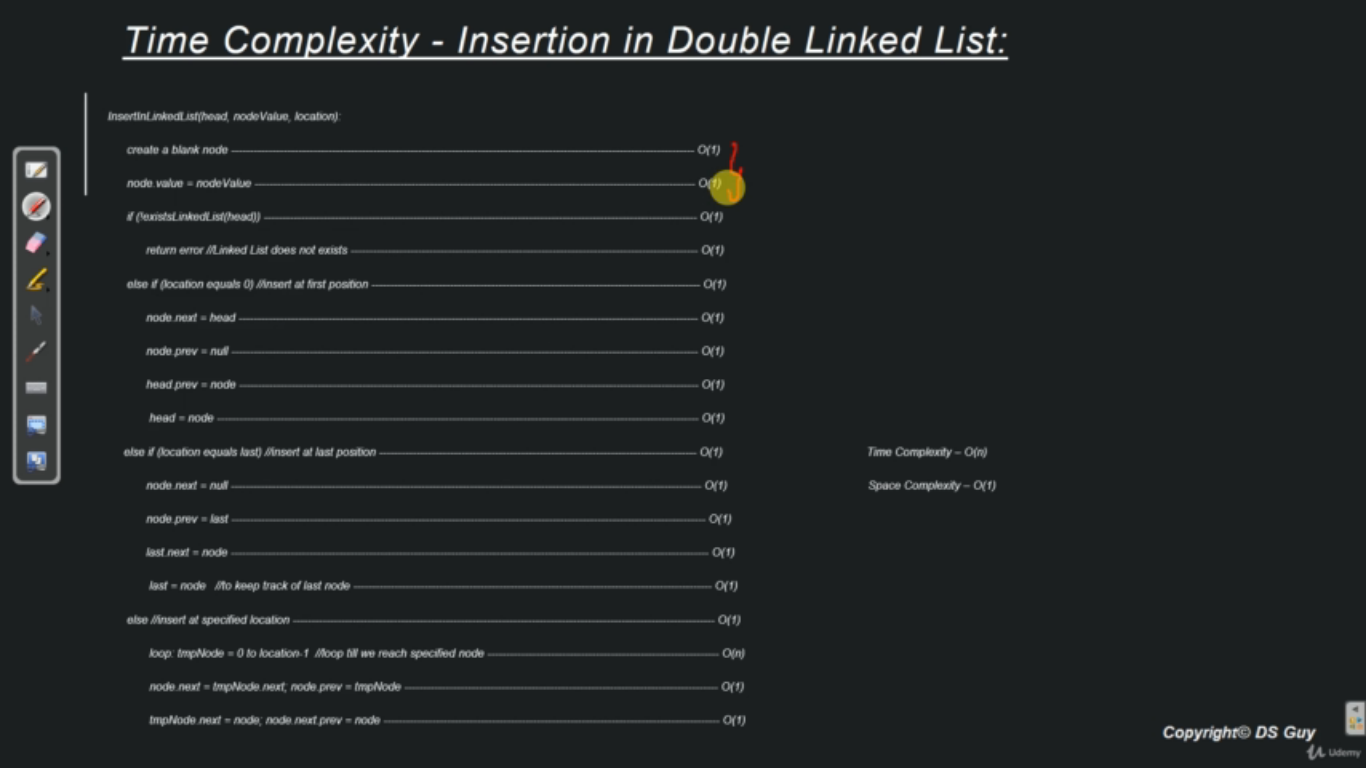 Time Complexity - Insertion in Double Linked List:
InsertInLinkedList(head, nodeValue, location):
create a blank node ---------- O(1)
node.value = nodeValue ---------- O(1)
if (!existsLinkedList(head)) ---------- O(1)
return error //Linked List does not exists ---------- O(1)
else if (location equals 0) //insert at first position ---------- O(1)
node.next = head ---------- O(1)
node.prev = null ---------- O(1)
head.prev = node ---------- O(1)
head = node ---------- O(1)
else if (location equals last) //insert at last position ---------- O(1)
Time Complexity – O(n)
node.next = null ---------- O(1)
Space Complexity – O(1)
node.prev = last ---------- O(1)
last.next = node ---------- O(1)
last = node //to keep track of last node ---------- O(1)
else //insert at specified location ---------- O(1)
loop: tmpNode = 0 to location-1 //loop till we reach specified node ---------- O(n)
node.next = tmpNode.next; node.prev = tmpNode ---------- O(1)
tmpNode.next = node; node.next.prev = node ---------- O(1)
Copyright© DS Guy
Udemy